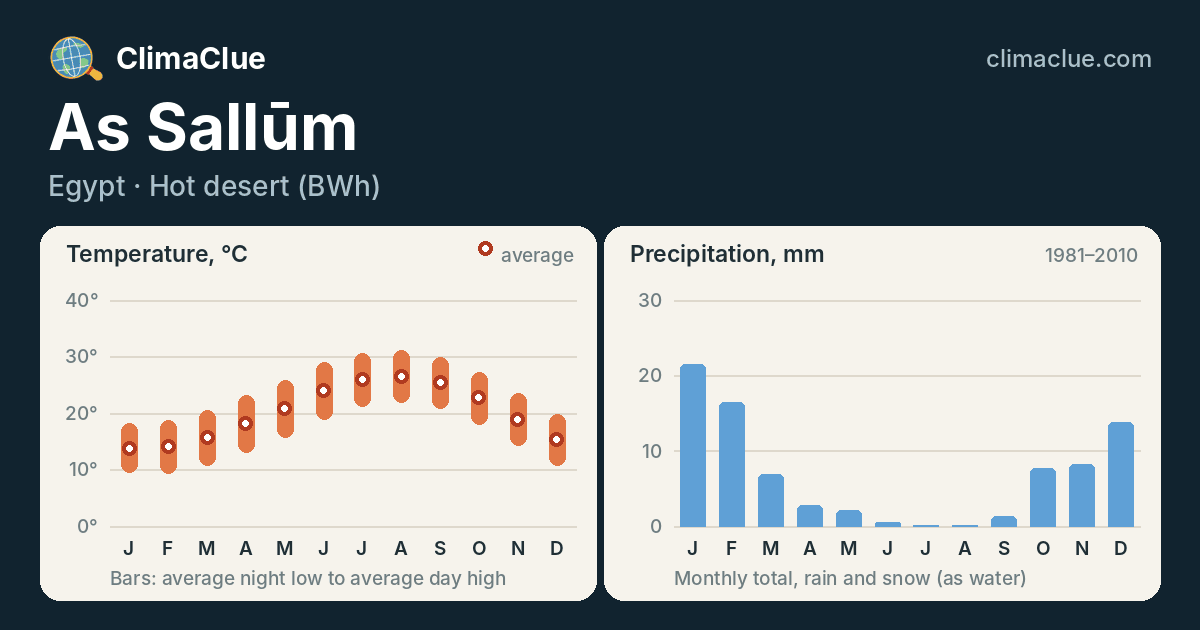 ClimaClue
climaclue.com
As Sallūm
Egypt · Hot desert (BWh)
Temperature, °C
average
40°
30°
20°
10°
0°
J F M A M J J A S O N D
Bars: average night low to average day high
Precipitation, mm
1981–2010
30
20
10
0
J F M A M J J A S O N D
Monthly total, rain and snow (as water)